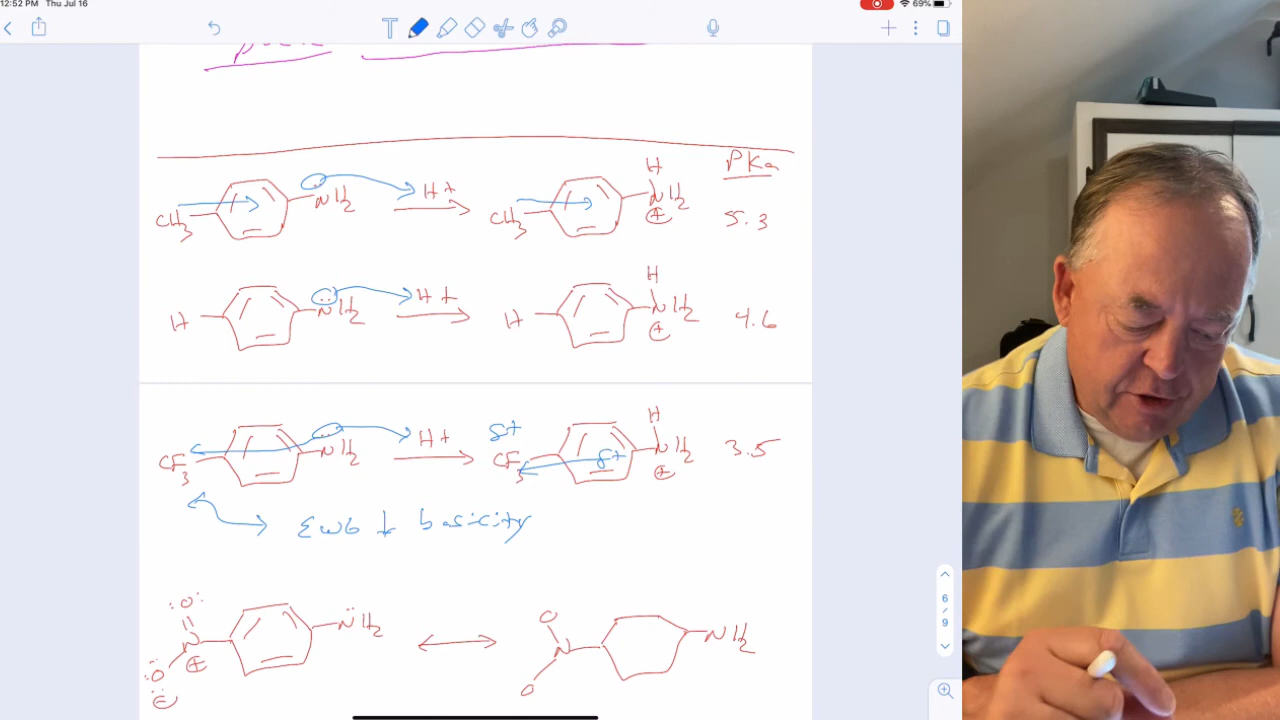 12:52 PM Thu Jul 16
69%
T
PKa
CH3 NH2 H+ CH3 H NH2 + 5.3
H NH2 H+ H H NH2 + 4.6
CF3 NH2 H+ δ+ CF3 δ+ H NH2 + 3.5
EWG ↓ basicity
6
/
9
:O: N + :O: - NH2 O N O NH2